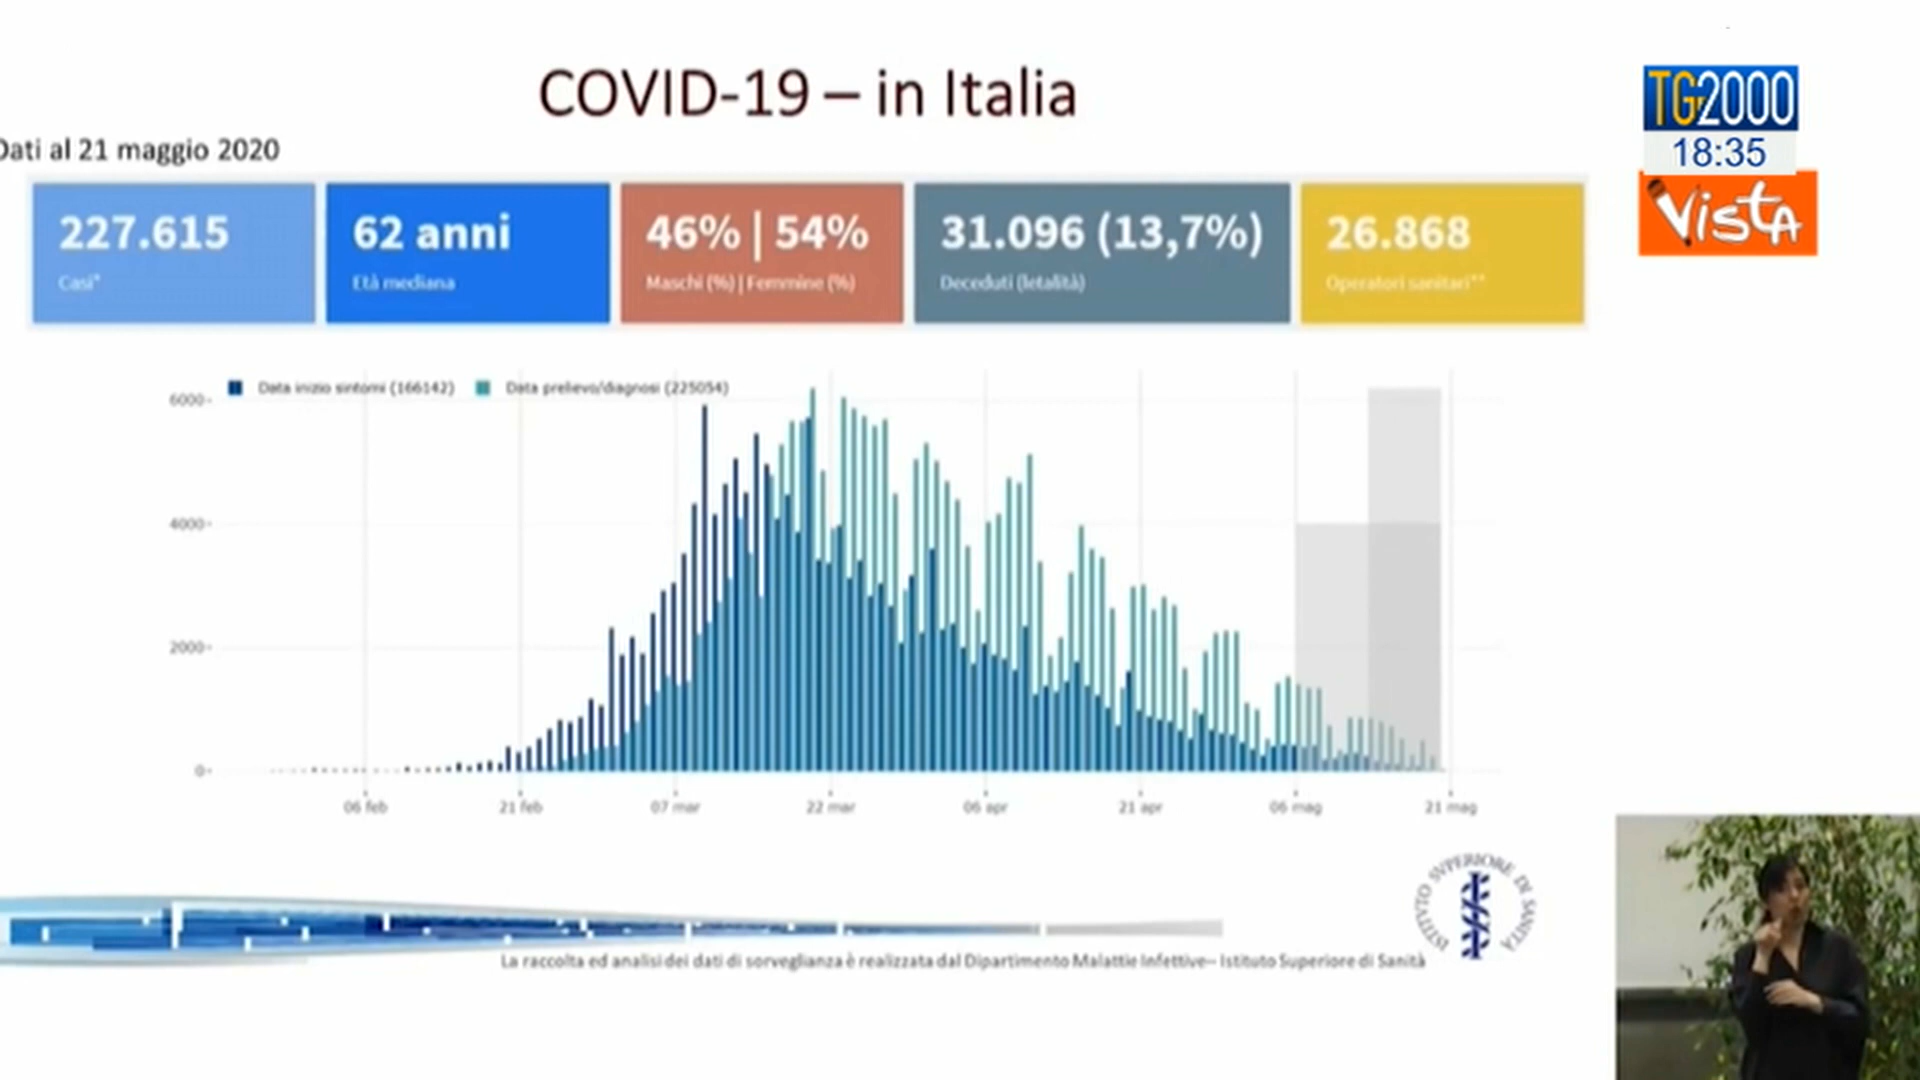 COVID-19 – in Italia
Dati al 21 maggio 2020
TG2000
18:35
VISTA
227.615
Casi*
62 anni
Età mediana
46% | 54%
Maschi (%) | Femmine (%)
31.096 (13,7%)
Deceduti (letalità)
26.868
Operatori sanitari**
Data inizio sintomi (166142)
Data prelievo/diagnosi (225054)
6000
4000
2000
0
06 feb
21 feb
07 mar
22 mar
06 apr
21 apr
06 mag
21 mag
ISTITVTO SVPERIORE DI SANITA
La raccolta ed analisi dei dati di sorveglianza è realizzata dal Dipartimento Malattie Infettive– Istituto Superiore di Sanità